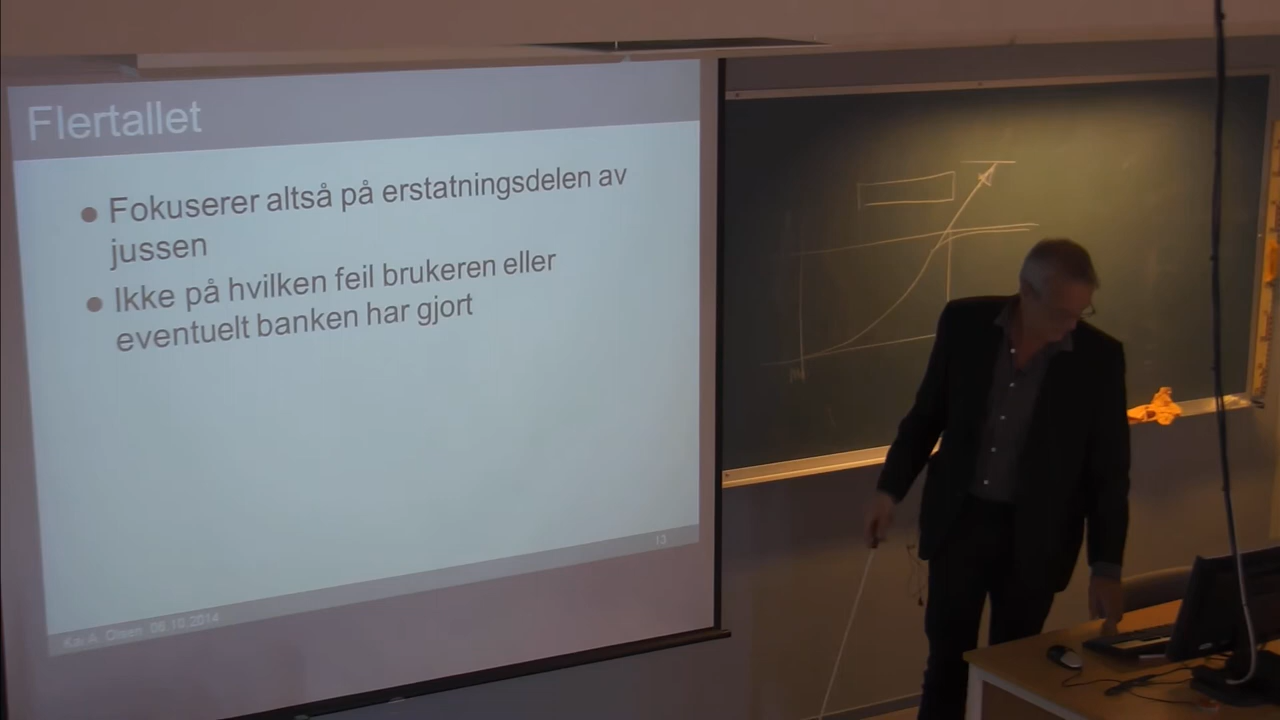 Flertallet
● Fokuserer altså på erstatningsdelen av
jussen
● Ikke på hvilken feil brukeren eller
eventuelt banken har gjort
13
Kai A. Olsen 06.10.2014